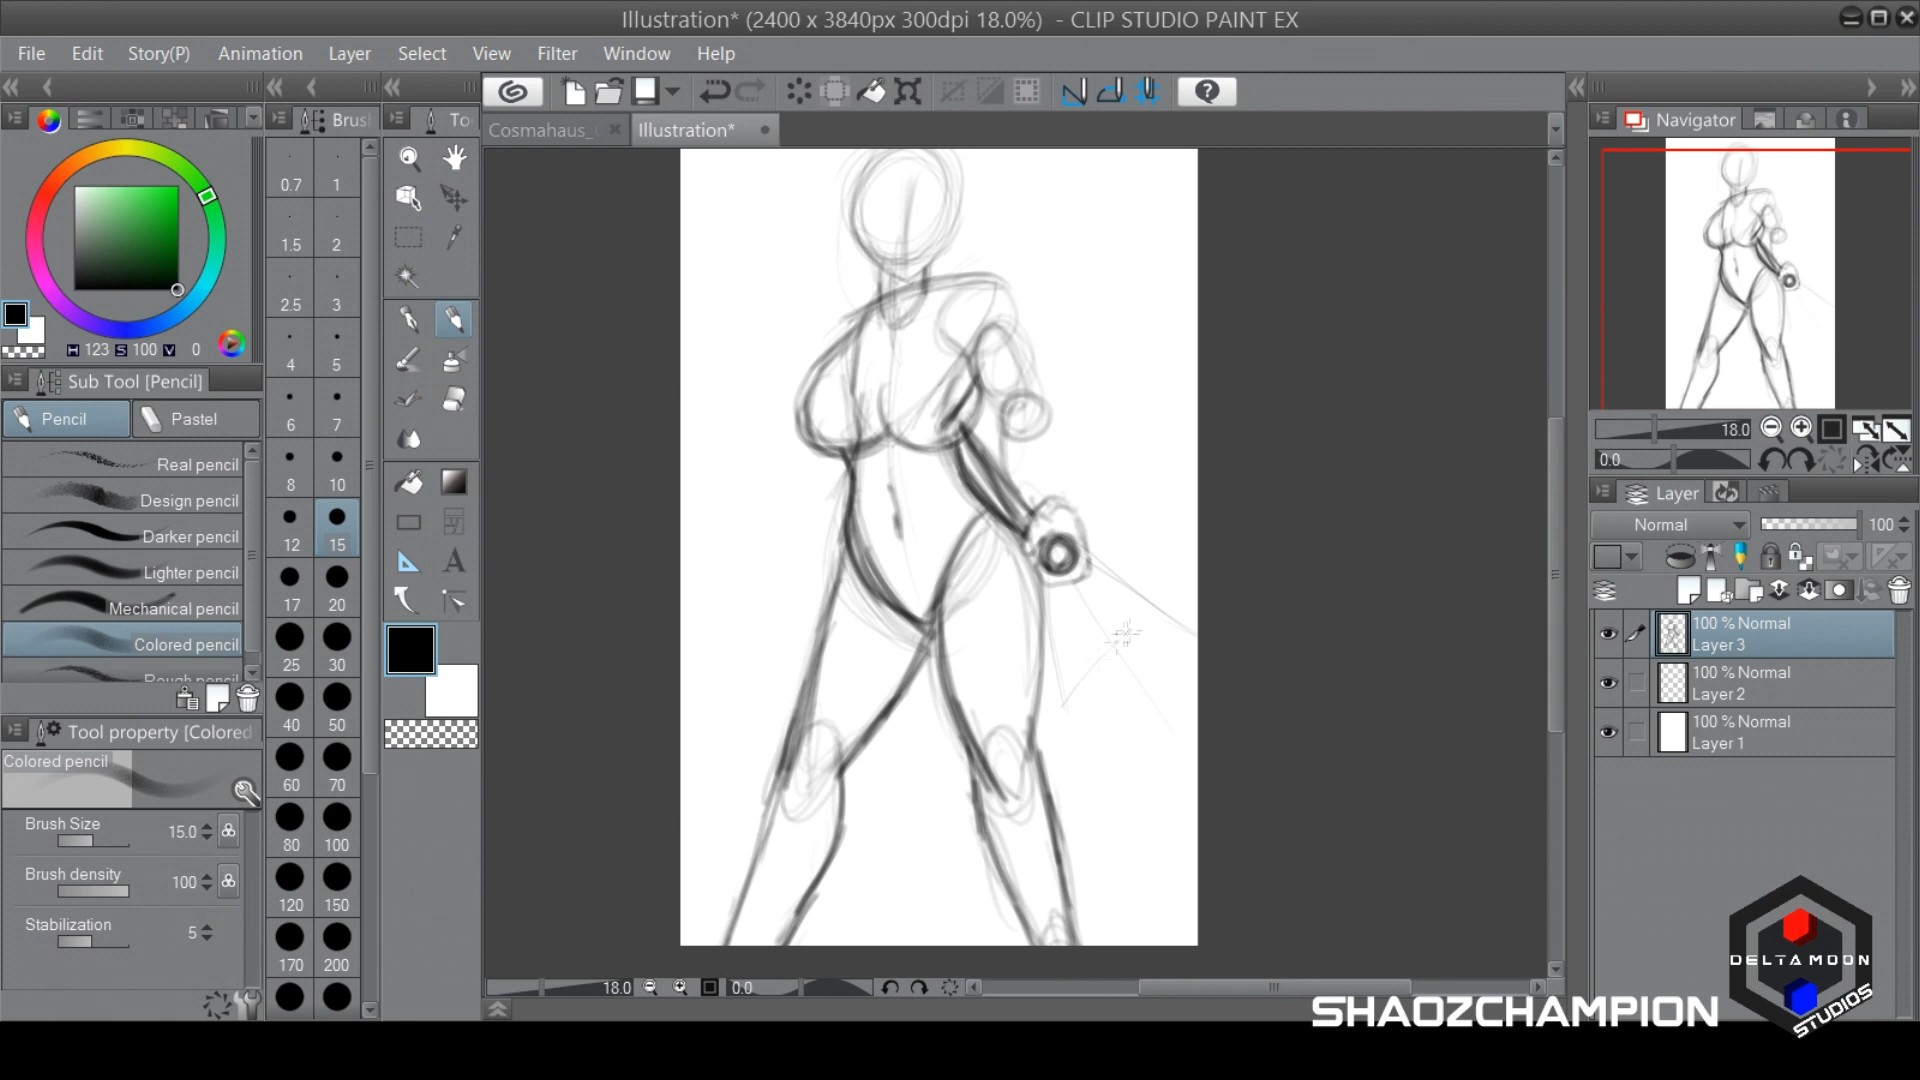 Illustration* (2400 x 3840px 300dpi 18.0%)  - CLIP STUDIO PAINT EX
File Edit Story(P) Animation Layer Select View Filter Window Help
Brus
To
Cosmahaus_
Illustration*
Navigator
0.7 1
1.5 2
2.5 3
4 5
6 7
8 10
12 15
17 20
25 30
40 50
60 70
80 100
120 150
170 200
H 123 S 100 V 0
Sub Tool [Pencil]
Pencil Pastel
Real pencil
Design pencil
Darker pencil
Lighter pencil
Mechanical pencil
Colored pencil
Rough pencil
Tool property [Colored
Colored pencil
Brush Size 15.0
Brush density 100
Stabilization 5
A
18.0 0.0
18.0
0.0
Layer
Normal 100
100 % Normal
Layer 3
100 % Normal
Layer 2
100 % Normal
Layer 1
DELTA MOON
STUDIOS
SHAOZCHAMPION